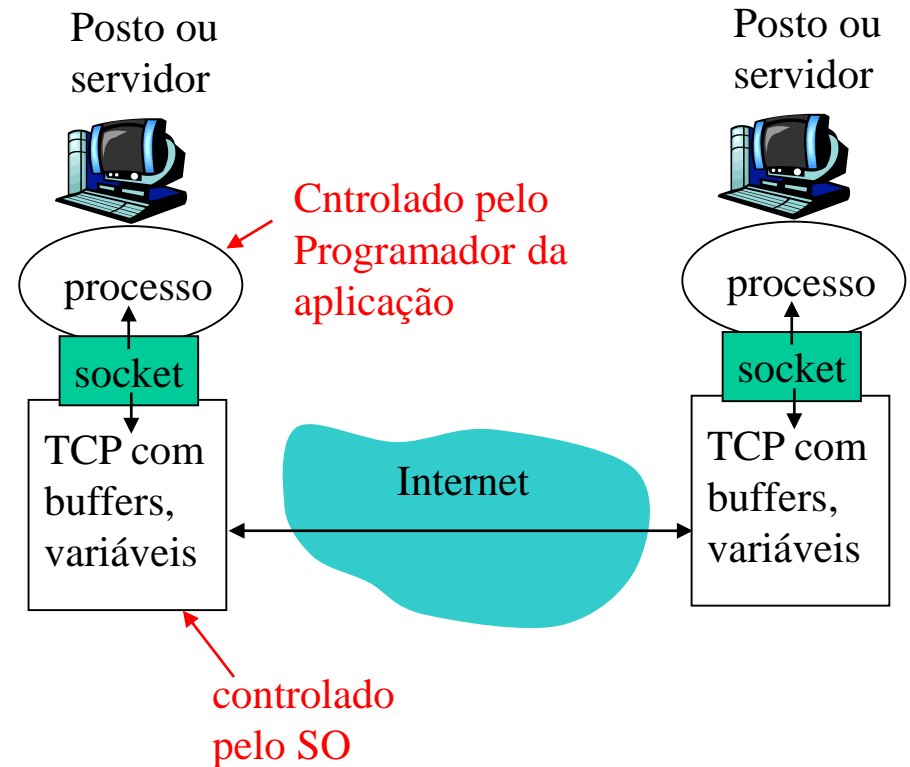 Posto ou
servidor
Posto ou
servidor
Cntrolado pelo
Programador da
aplicação
processo
processo
socket
socket
TCP com
buffers,
variáveis
Internet
TCP com
buffers,
variáveis
controlado
pelo SO